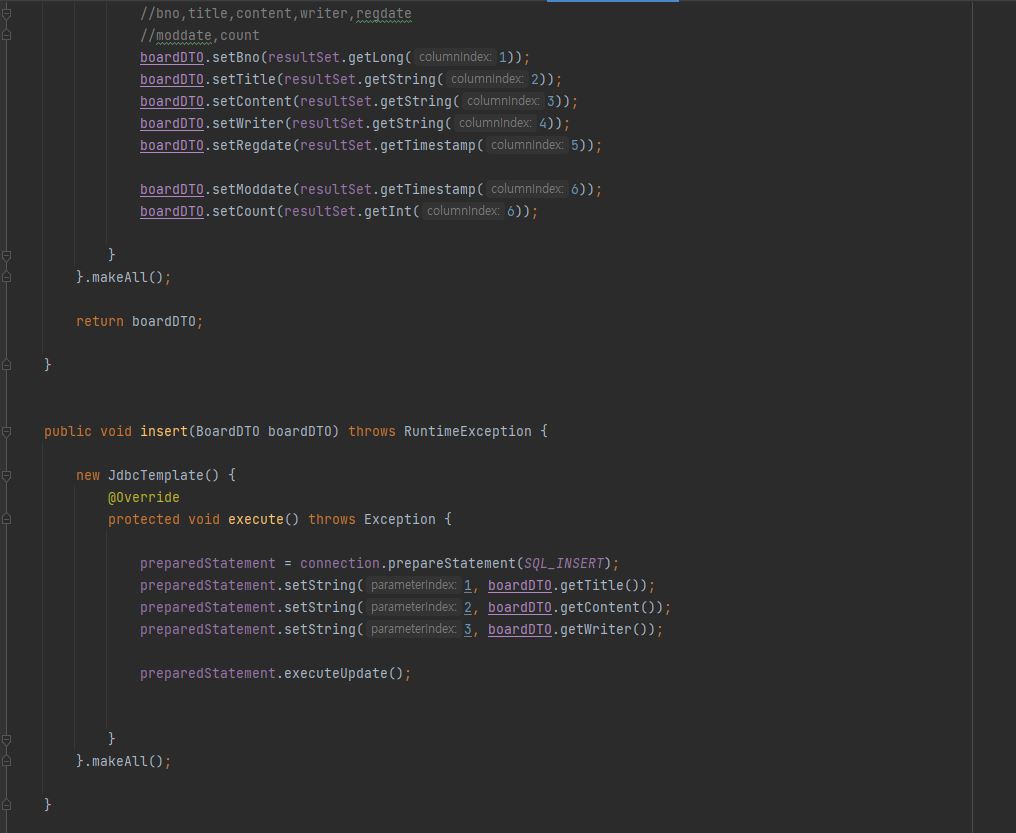 //bno,title,content,writer,regdate
//moddate,count
boardDTO.setBno(resultSet.getLong( columnIndex: 1));
boardDTO.setTitle(resultSet.getString( columnIndex: 2));
boardDTO.setContent(resultSet.getString( columnIndex: 3));
boardDTO.setWriter(resultSet.getString( columnIndex: 4));
boardDTO.setRegdate(resultSet.getTimestamp( columnIndex: 5));
boardDTO.setModdate(resultSet.getTimestamp( columnIndex: 6));
boardDTO.setCount(resultSet.getInt( columnIndex: 6));
}
}.makeAll();
return boardDTO;
}
public void insert(BoardDTO boardDTO) throws RuntimeException {
new JdbcTemplate() {
@Override
protected void execute() throws Exception {
preparedStatement = connection.prepareStatement(SQL_INSERT);
preparedStatement.setString( parameterIndex: 1, boardDTO.getTitle());
preparedStatement.setString( parameterIndex: 2, boardDTO.getContent());
preparedStatement.setString( parameterIndex: 3, boardDTO.getWriter());
preparedStatement.executeUpdate();
}
}.makeAll();
}